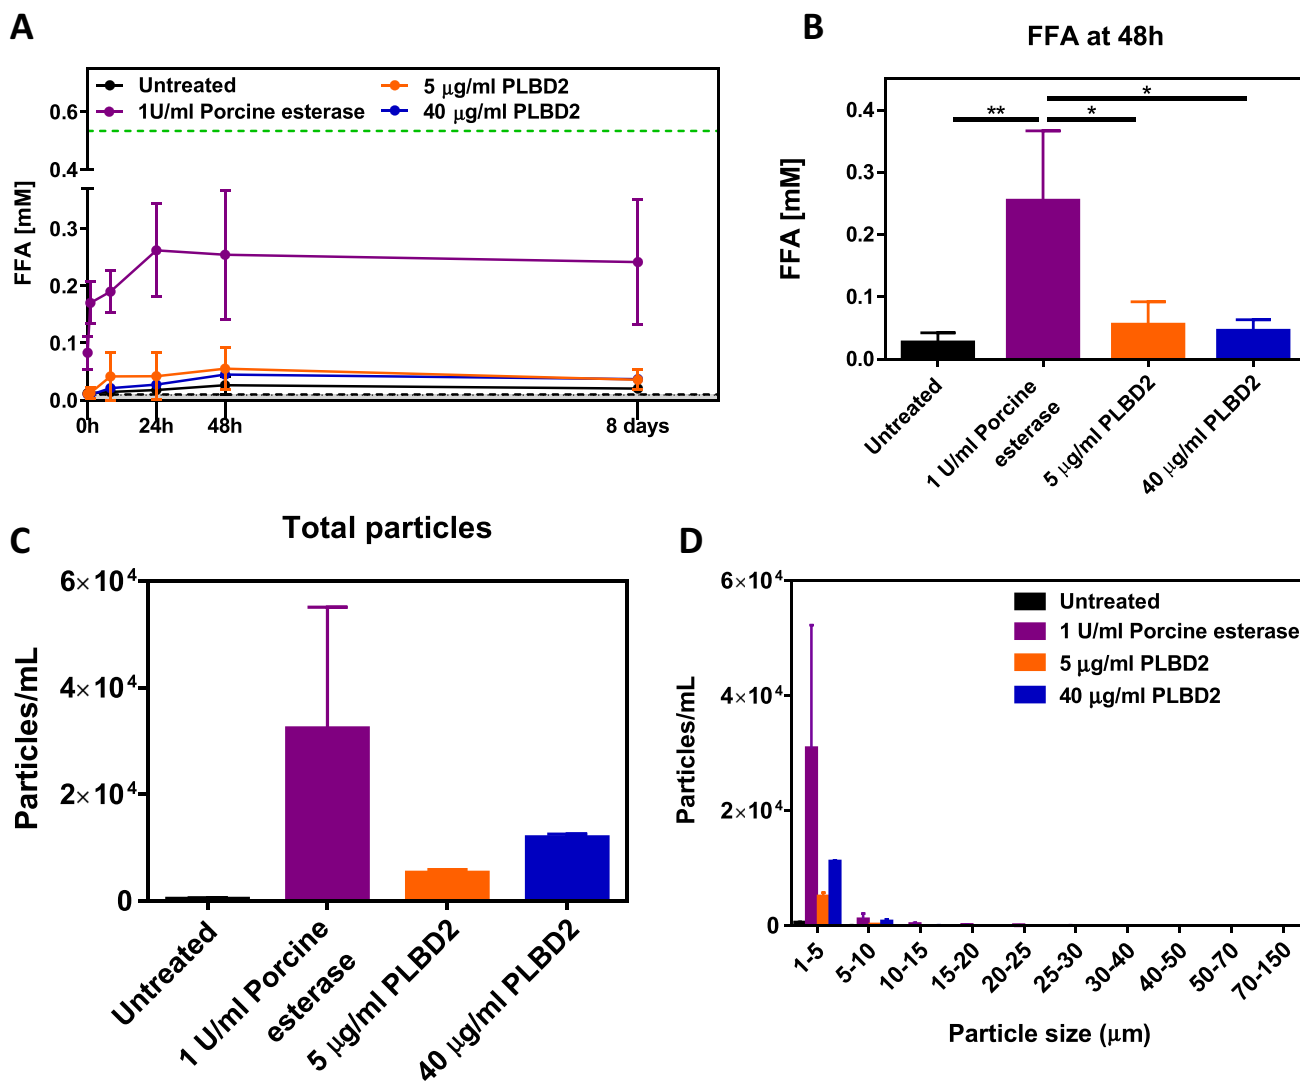 A
Untreated
1U/ml Porcine esterase
5 μg/ml PLBD2
40 μg/ml PLBD2
FFA [mM]
0.6
0.4
0.3
0.2
0.1
0.0
0h
24h
48h
8 days
B
FFA at 48h
FFA [mM]
0.4
0.3
0.2
0.1
0.0
**
*
*
Untreated
1 U/ml Porcine
esterase
5 μg/ml PLBD2
40 μg/ml PLBD2
C
Total particles
Particles/mL
6×10⁴
4×10⁴
2×10⁴
0
Untreated
1 U/ml Porcine
esterase
5 μg/ml PLBD2
40 μg/ml PLBD2
D
Particles/mL
6×10⁴
4×10⁴
2×10⁴
0
Untreated
1 U/ml Porcine esterase
5 μg/ml PLBD2
40 μg/ml PLBD2
1-5
5-10
10-15
15-20
20-25
25-30
30-40
40-50
50-70
70-150
Particle size (μm)